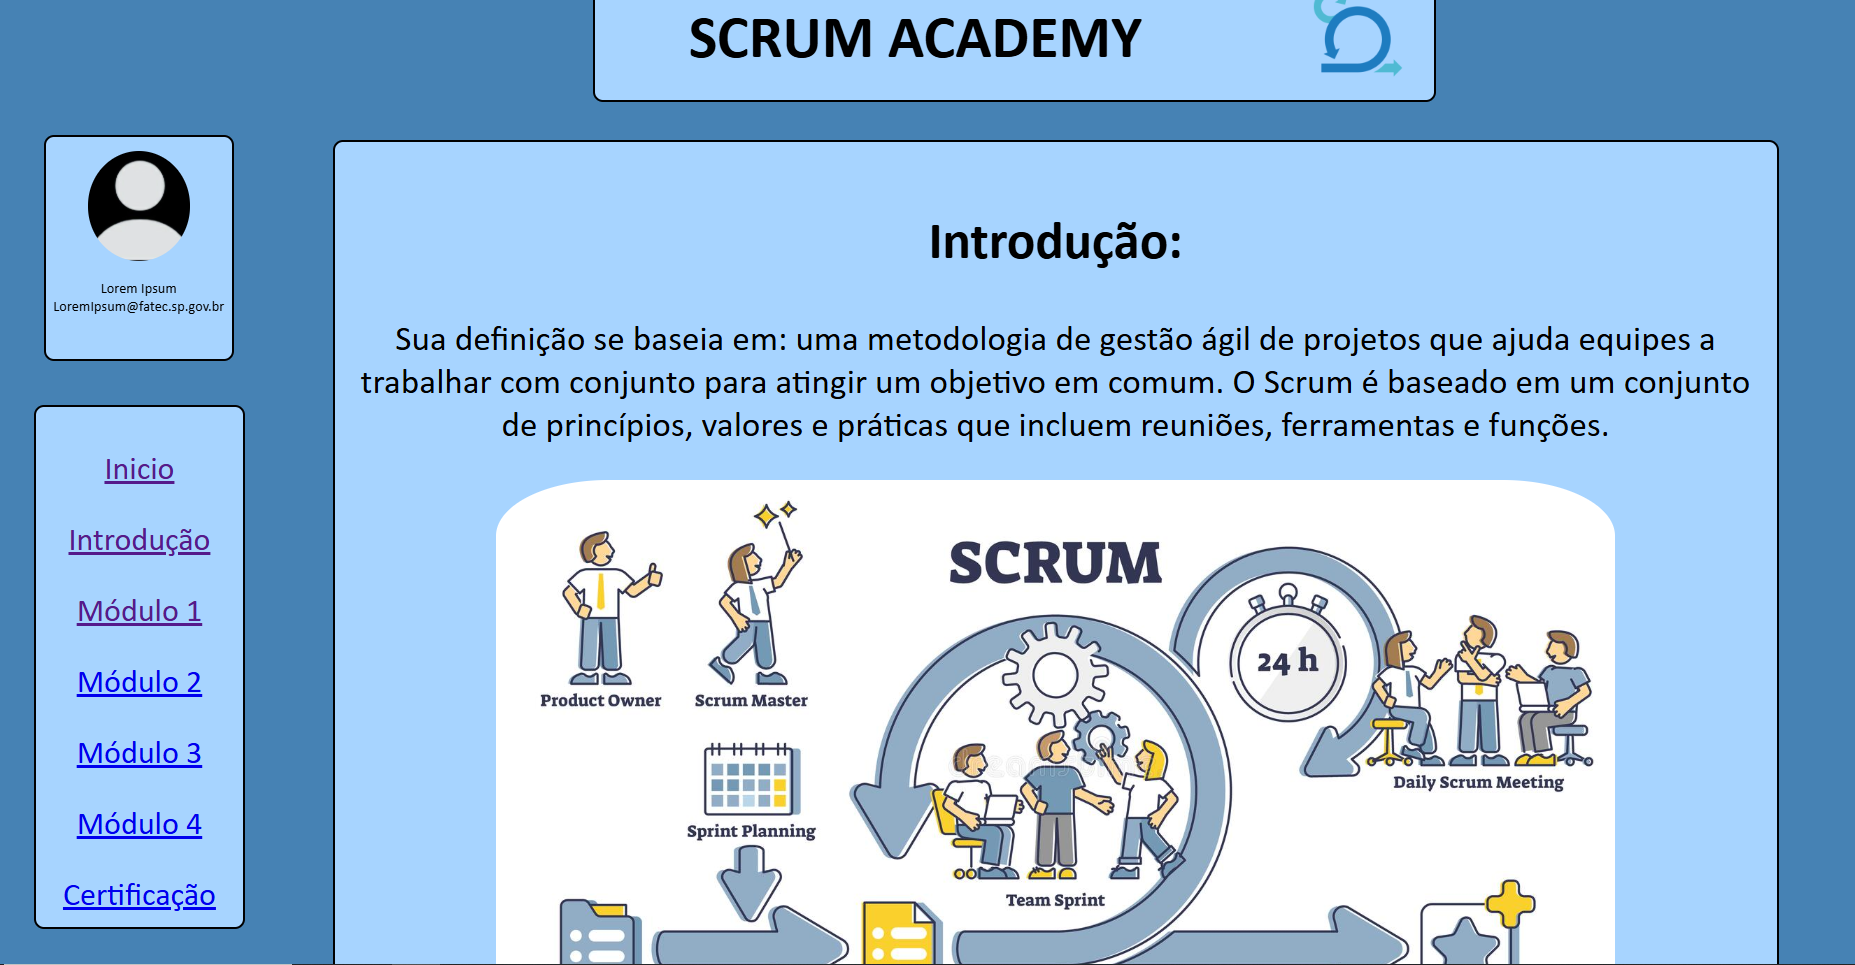 SCRUM ACADEMY
Lorem Ipsum
LoremIpsum@fatec.sp.gov.br
Inicio
Introdução
Módulo 1
Módulo 2
Módulo 3
Módulo 4
Certificação
Introdução:
Sua definição se baseia em: uma metodologia de gestão ágil de projetos que ajuda equipes a
trabalhar com conjunto para atingir um objetivo em comum. O Scrum é baseado em um conjunto
de princípios, valores e práticas que incluem reuniões, ferramentas e funções.
SCRUM
24 h
Product Owner
Scrum Master
Daily Scrum Meeting
Sprint Planning
Team Sprint